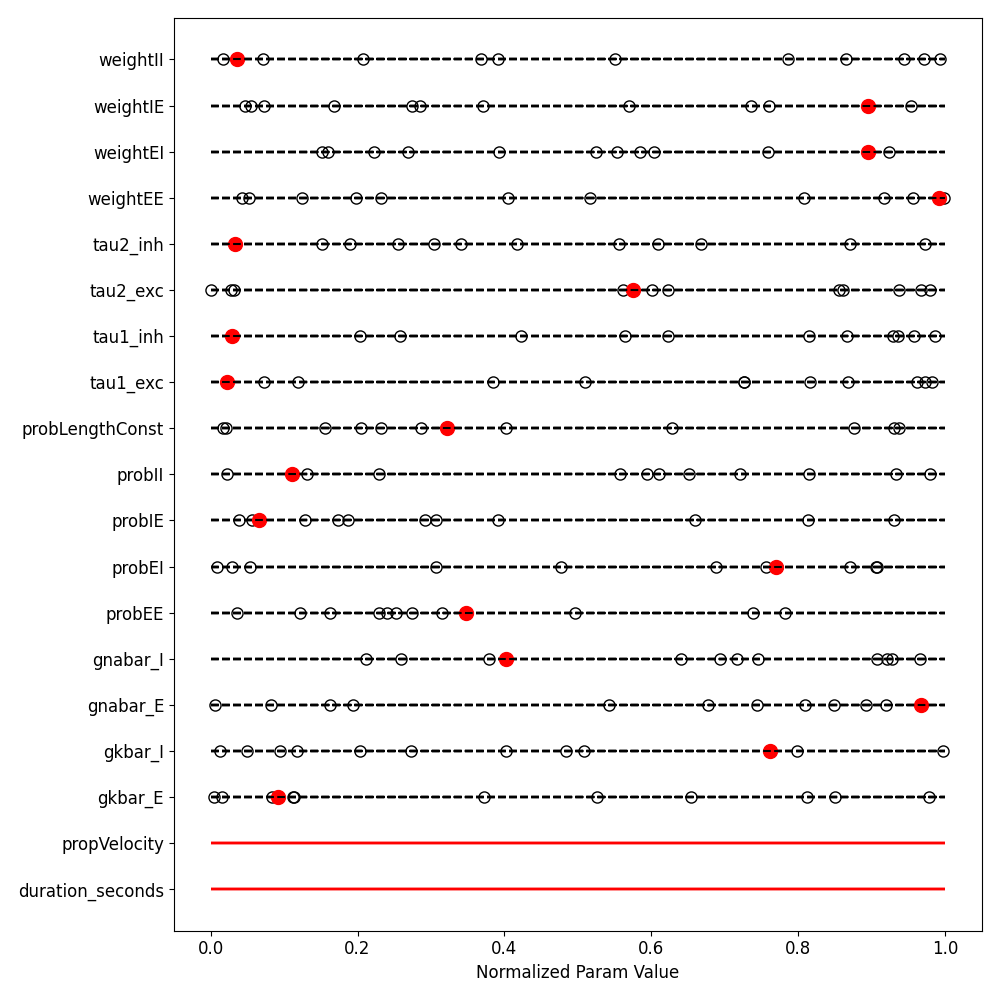 weightII
weightIE
weightEI
weightEE
tau2_inh
tau2_exc
tau1_inh
tau1_exc
probLengthConst
probII
probIE
probEI
probEE
gnabar_I
gnabar_E
gkbar_I
gkbar_E
propVelocity
duration_seconds
0.0 0.2 0.4 0.6 0.8 1.0
Normalized Param Value